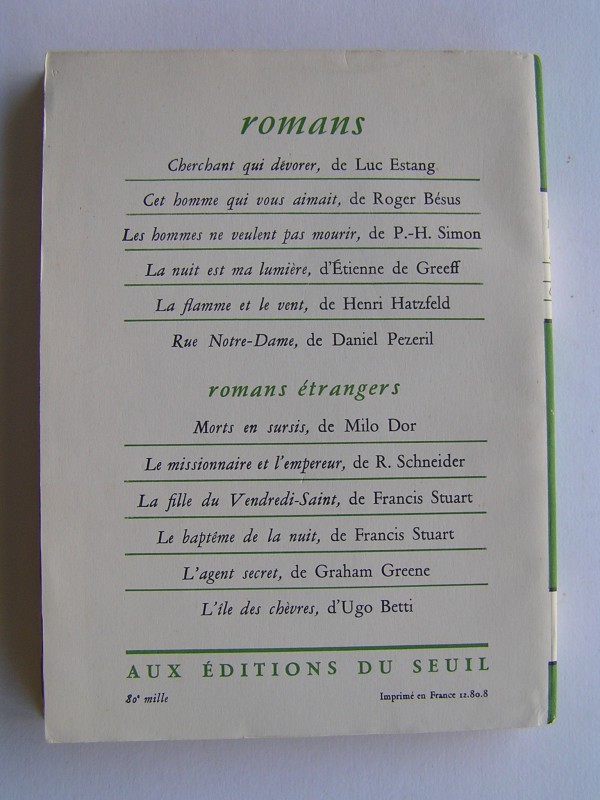 romans
Cherchant qui dévorer, de Luc Estang
Cet homme qui vous aimait, de Roger Bésus
Les hommes ne veulent pas mourir, de P.-H. Simon
La nuit est ma lumière, d'Étienne de Greeff
La flamme et le vent, de Henri Hatzfeld
Rue Notre-Dame, de Daniel Pezeril
romans étrangers
Morts en sursis, de Milo Dor
Le missionnaire et l'empereur, de R. Schneider
La fille du Vendredi-Saint, de Francis Stuart
Le baptême de la nuit, de Francis Stuart
L'agent secret, de Graham Greene
L'île des chèvres, d'Ugo Betti
AUX ÉDITIONS DU SEUIL
80e mille
Imprimé en France 12.80.8